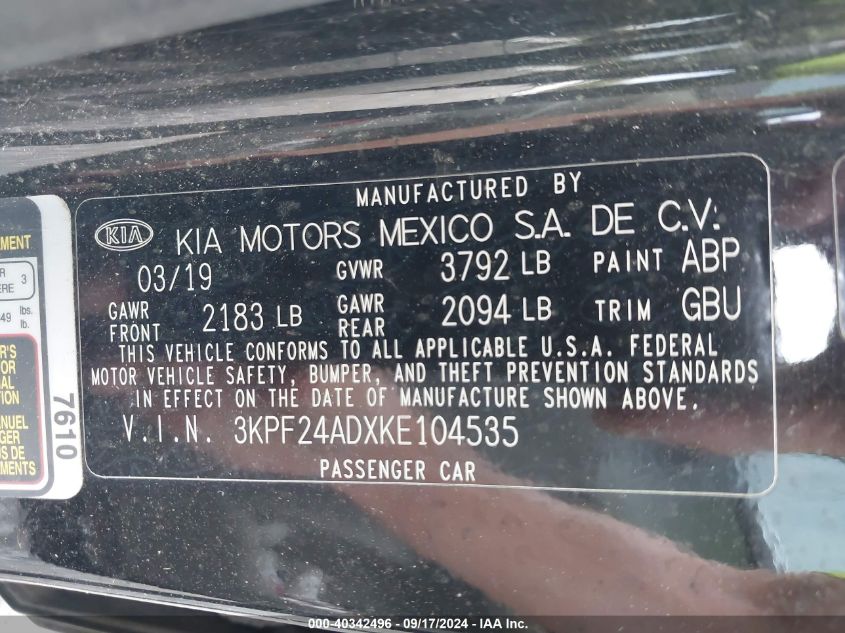 MANUFACTURED BY
KIA KIA MOTORS MEXICO S.A. DE C.V.
03/19 GVWR 3792 LB PAINT ABP
GAWR FRONT 2183 LB GAWR REAR 2094 LB TRIM GBU
THIS VEHICLE CONFORMS TO ALL APPLICABLE U.S.A. FEDERAL
MOTOR VEHICLE SAFETY, BUMPER, AND THEFT PREVENTION STANDARDS
IN EFFECT ON THE DATE OF MANUFACTURE SHOWN ABOVE.
V.I.N. 3KPF24ADXKE104535
PASSENGER CAR
7610
3
lbs.
lb.
000-40342496 - 09/17/2024 - IAA Inc.